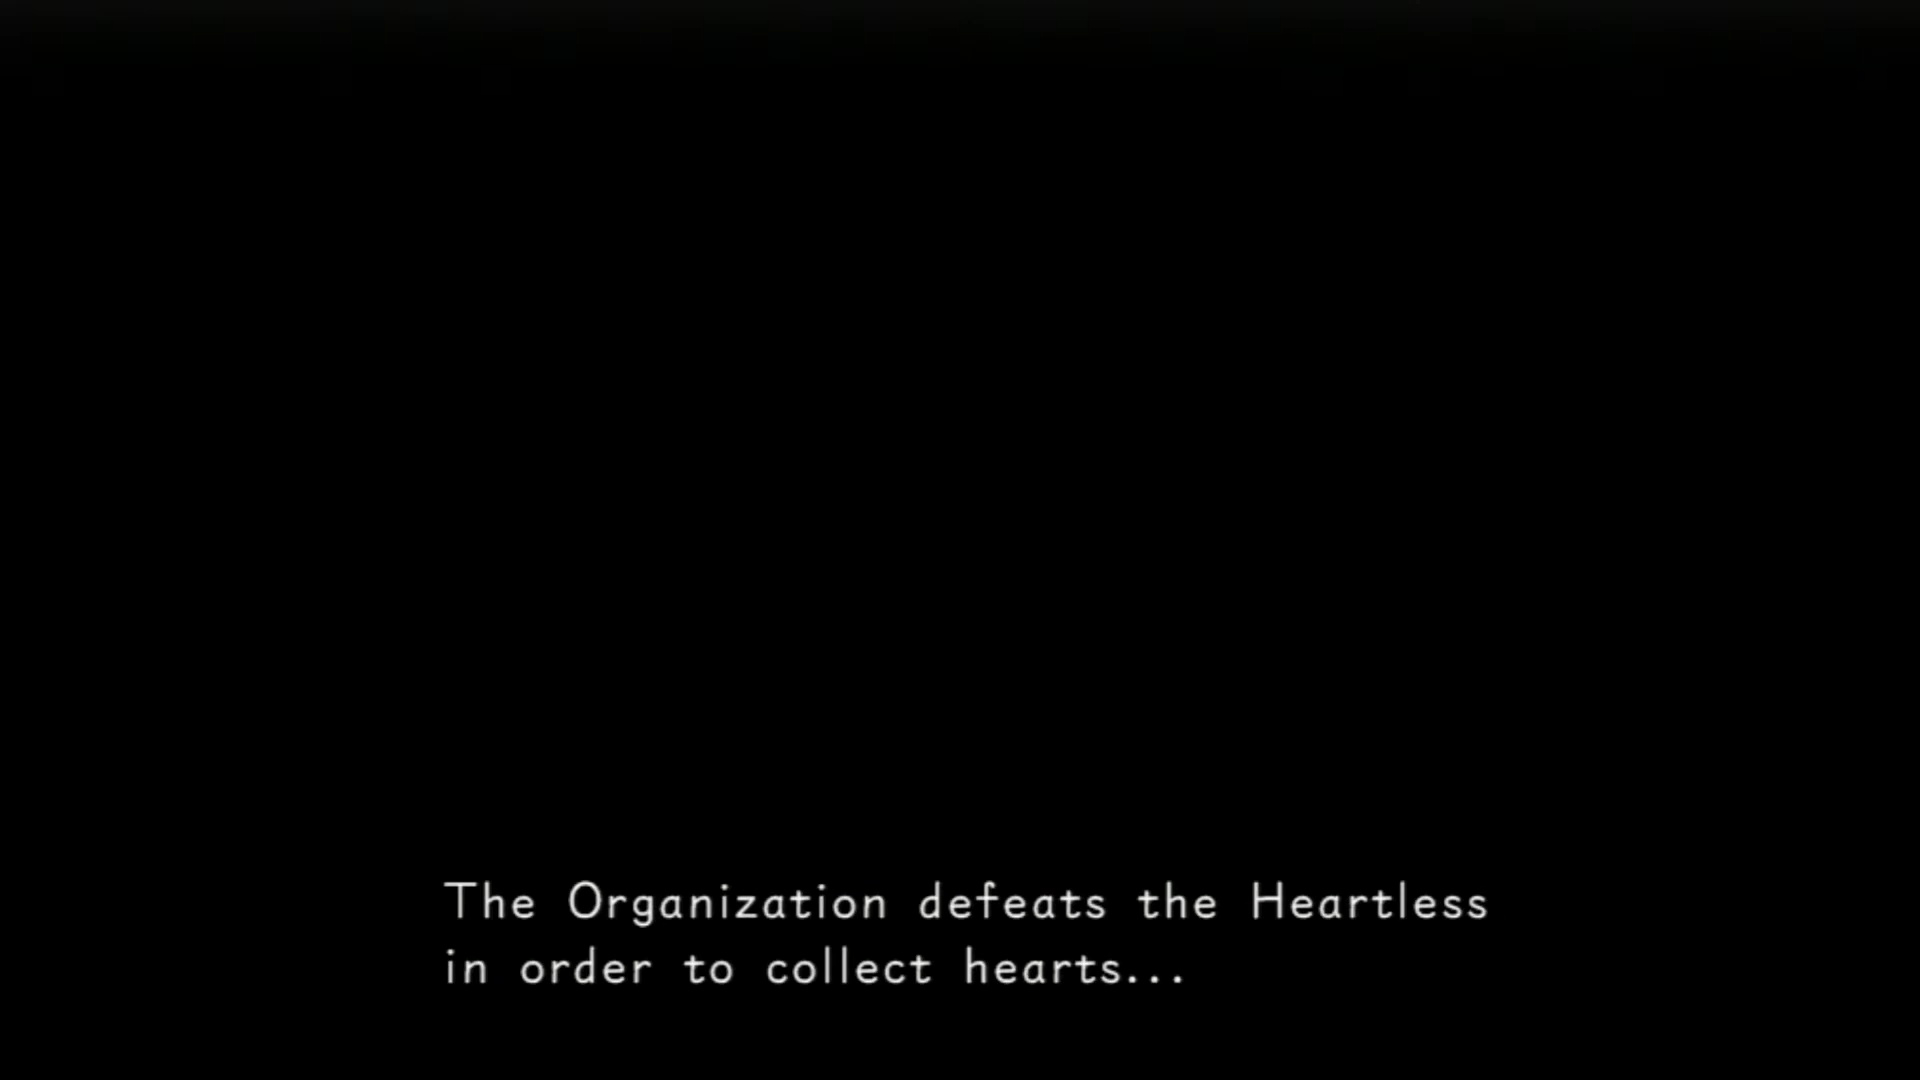 The Organization defeats the Heartless
in order to collect hearts...